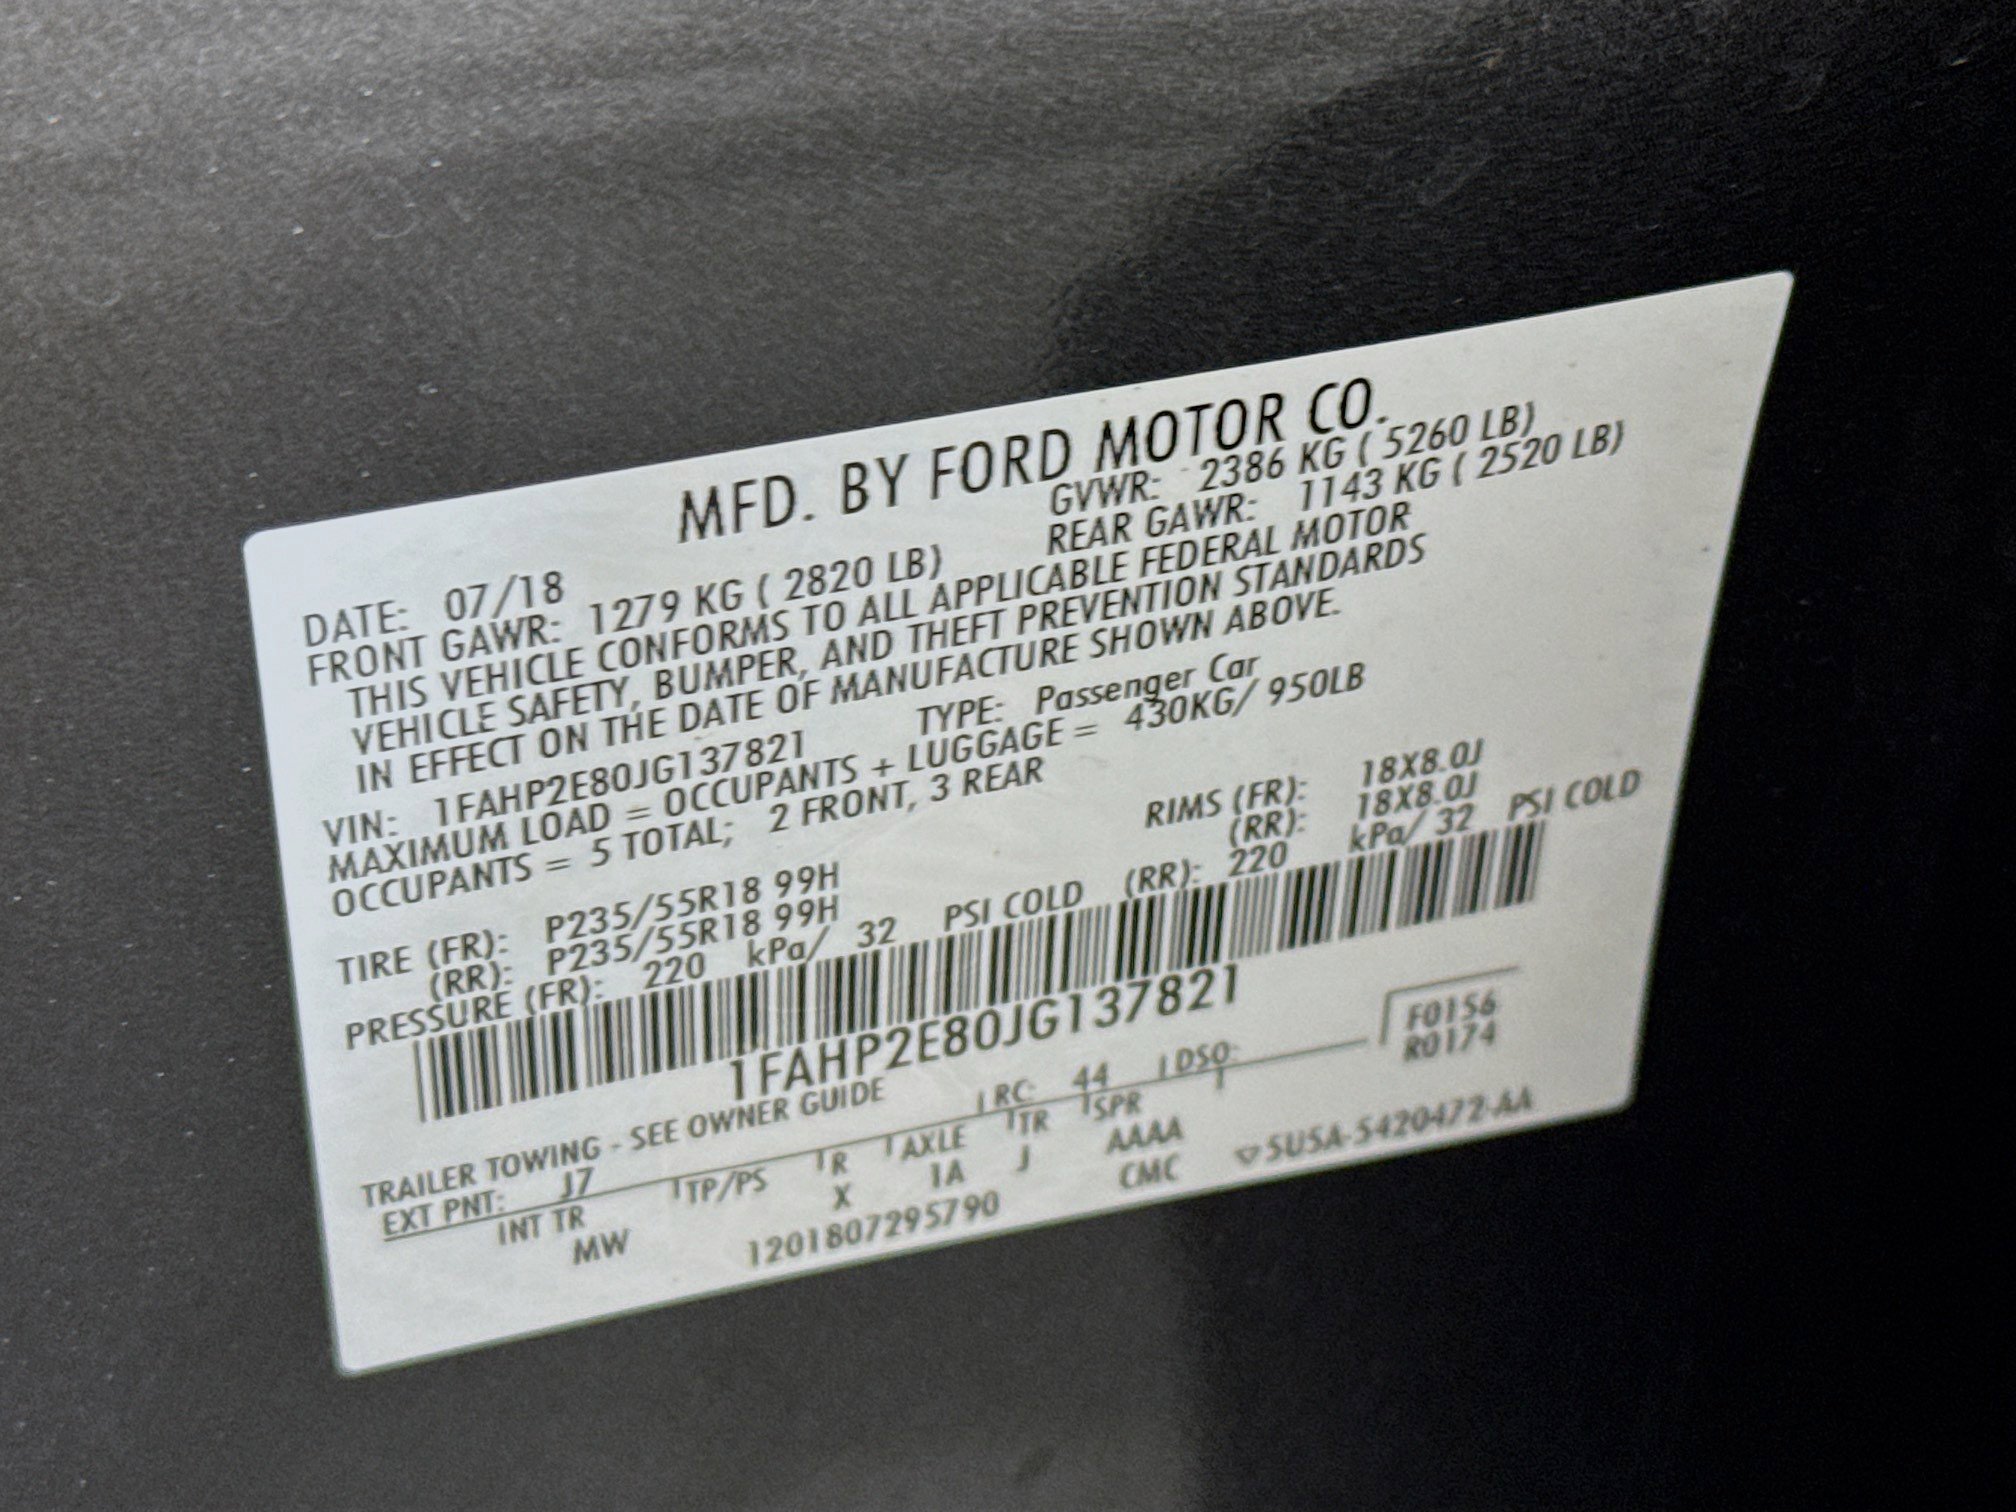 MFD. BY FORD MOTOR CO.
DATE: 07/18 GVWR: 2386 KG ( 5260 LB)
FRONT GAWR: 1279 KG ( 2820 LB) REAR GAWR: 1143 KG ( 2520 LB)
THIS VEHICLE CONFORMS TO ALL APPLICABLE FEDERAL MOTOR
VEHICLE SAFETY, BUMPER, AND THEFT PREVENTION STANDARDS
IN EFFECT ON THE DATE OF MANUFACTURE SHOWN ABOVE.
VIN: 1FAHP2E80JG137821 TYPE: Passenger Car
MAXIMUM LOAD = OCCUPANTS + LUGGAGE = 430KG/ 950LB
OCCUPANTS = 5 TOTAL; 2 FRONT, 3 REAR
TIRE (FR): P235/55R18 99H RIMS (FR): 18X8.0J
(RR): P235/55R18 99H (RR): 18X8.0J
PRESSURE (FR): 220 kPa/ 32 PSI COLD (RR): 220 kPa/ 32 PSI COLD
1FAHP2E80JG137821
TRAILER TOWING - SEE OWNER GUIDE
F0156
R0174
EXT PNT: J7 RC: 44 DSO:
INT TR TP/PS R AXLE TR SPR
MW X 1A J AAAA
CMC
1201807295790
▽5U5A-5420472-AA